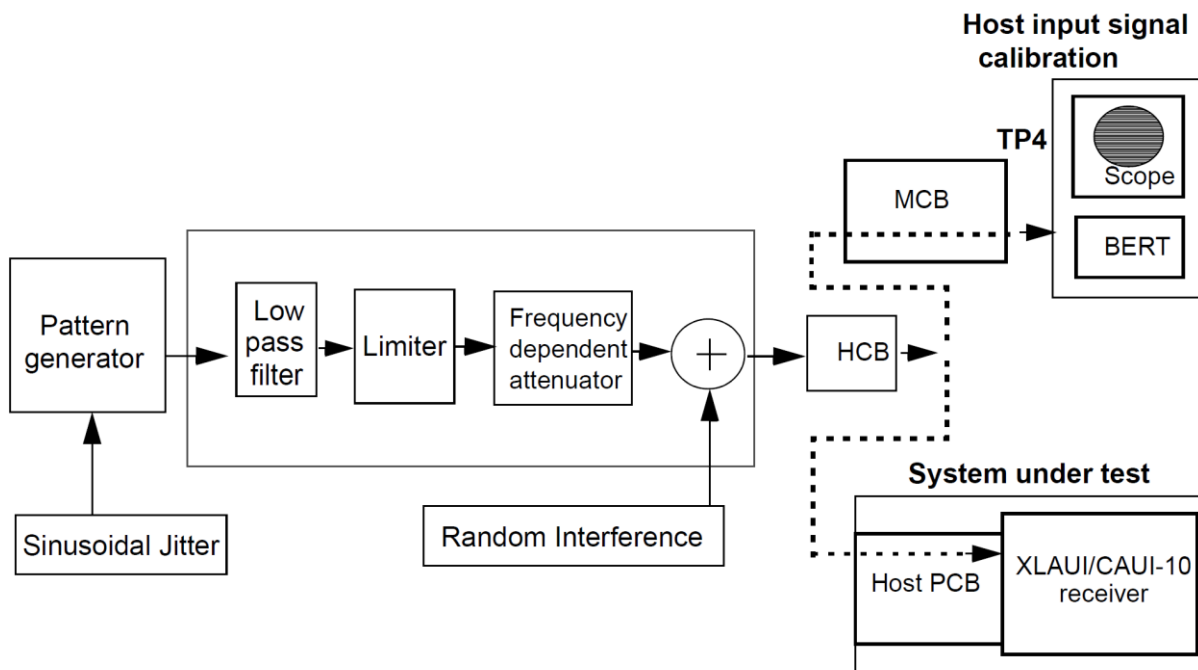 Host input signal
calibration
TP4
Scope
BERT
MCB
Pattern
generator
Low
pass
filter
Limiter
Frequency
dependent
attenuator
HCB
Sinusoidal Jitter
Random Interference
System under test
Host PCB
XLAUI/CAUI-10
receiver